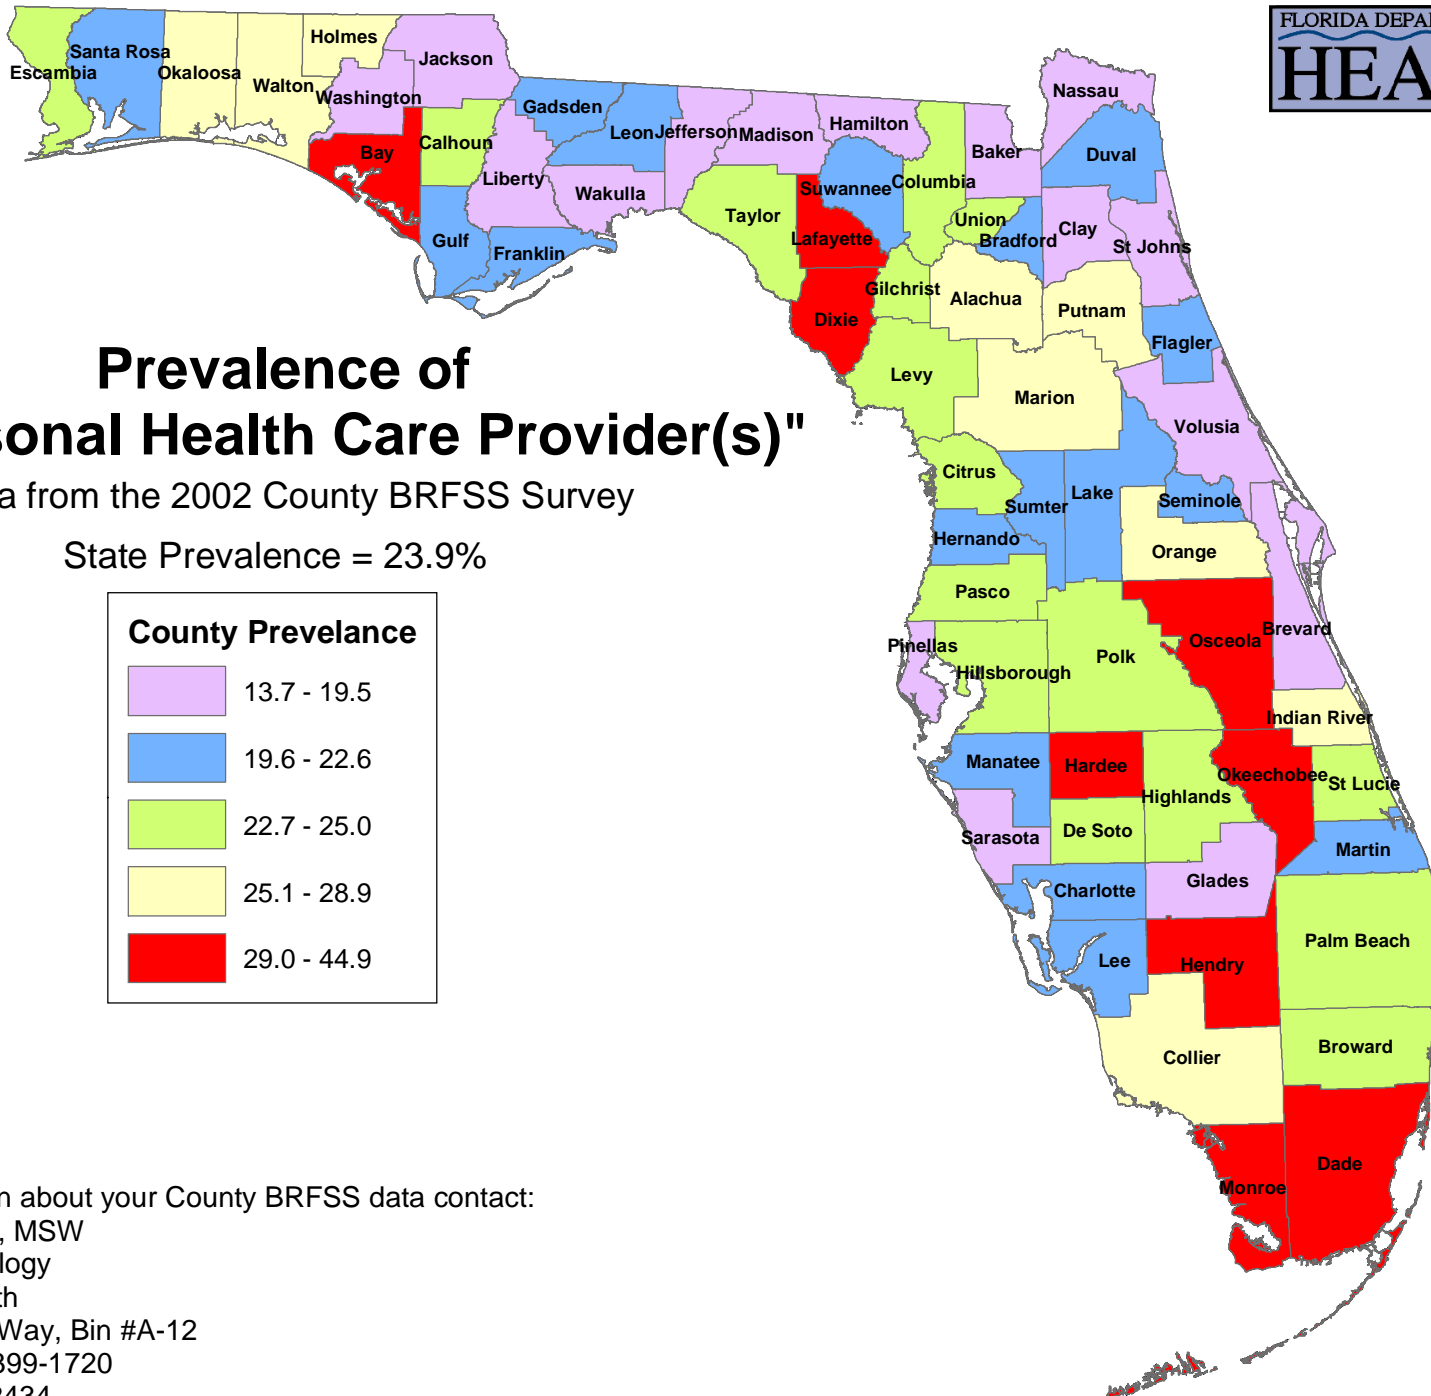 FLORIDA DEPA
HEA
Holmes
Jackson
Santa Rosa
Escambia
Okaloosa
Walton
Washington
Gadsden
Nassau
Leon
Jefferson
Madison
Hamilton
Bay
Calhoun
Baker
Duval
Liberty
Wakulla
Suwannee
Columbia
Taylor
Union
Lafayette
Bradford
Clay
St Johns
Gulf
Franklin
Gilchrist
Alachua
Putnam
Dixie
Flagler
Levy
Marion
Volusia
Prevalence of
sonal Health Care Provider(s)"
a from the 2002 County BRFSS Survey
State Prevalence = 23.9%
Citrus
Sumter
Lake
Seminole
Hernando
Orange
Pasco
Brevard
Osceola
Pinellas
Polk
Hillsborough
Indian River
Manatee
Hardee
Okeechobee
St Lucie
Highlands
Sarasota
De Soto
Martin
Glades
Charlotte
Palm Beach
Lee
Hendry
Broward
Collier
Dade
Monroe
County Prevelance
13.7 - 19.5
19.6 - 22.6
22.7 - 25.0
25.1 - 28.9
29.0 - 44.9
n about your County BRFSS data contact:
, MSW
logy
th
Way, Bin #A-12
399-1720
2434